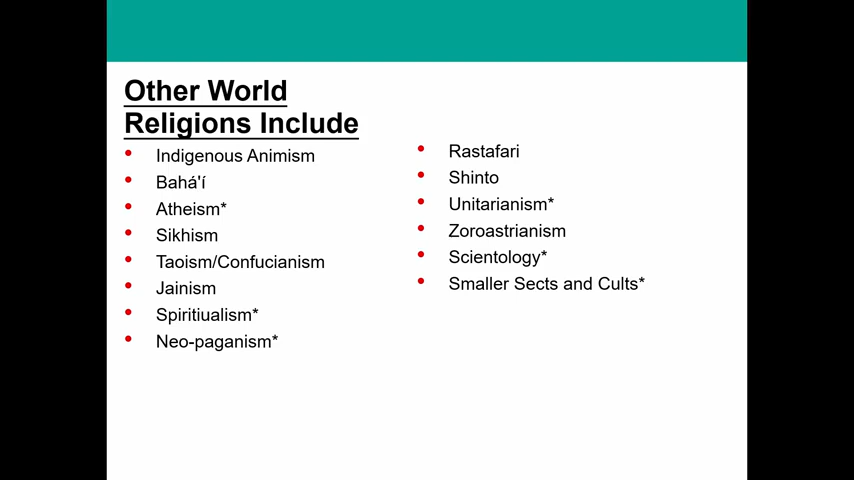 Other World
Religions Include
• Indigenous Animism
• Bahá'í
• Atheism*
• Sikhism
• Taoism/Confucianism
• Jainism
• Spiritiualism*
• Neo-paganism*
• Rastafari
• Shinto
• Unitarianism*
• Zoroastrianism
• Scientology*
• Smaller Sects and Cults*